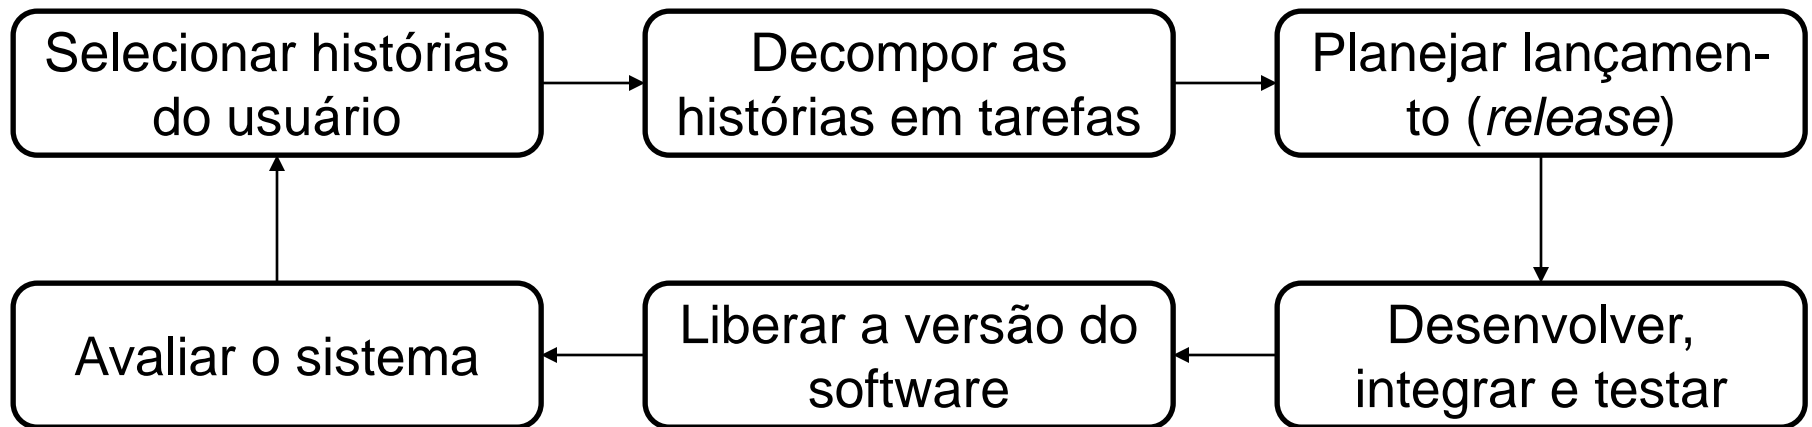 Selecionar histórias
do usuário
Decompor as
histórias em tarefas
Planejar lançamen-
to (release)
Avaliar o sistema
Liberar a versão do
software
Desenvolver,
integrar e testar